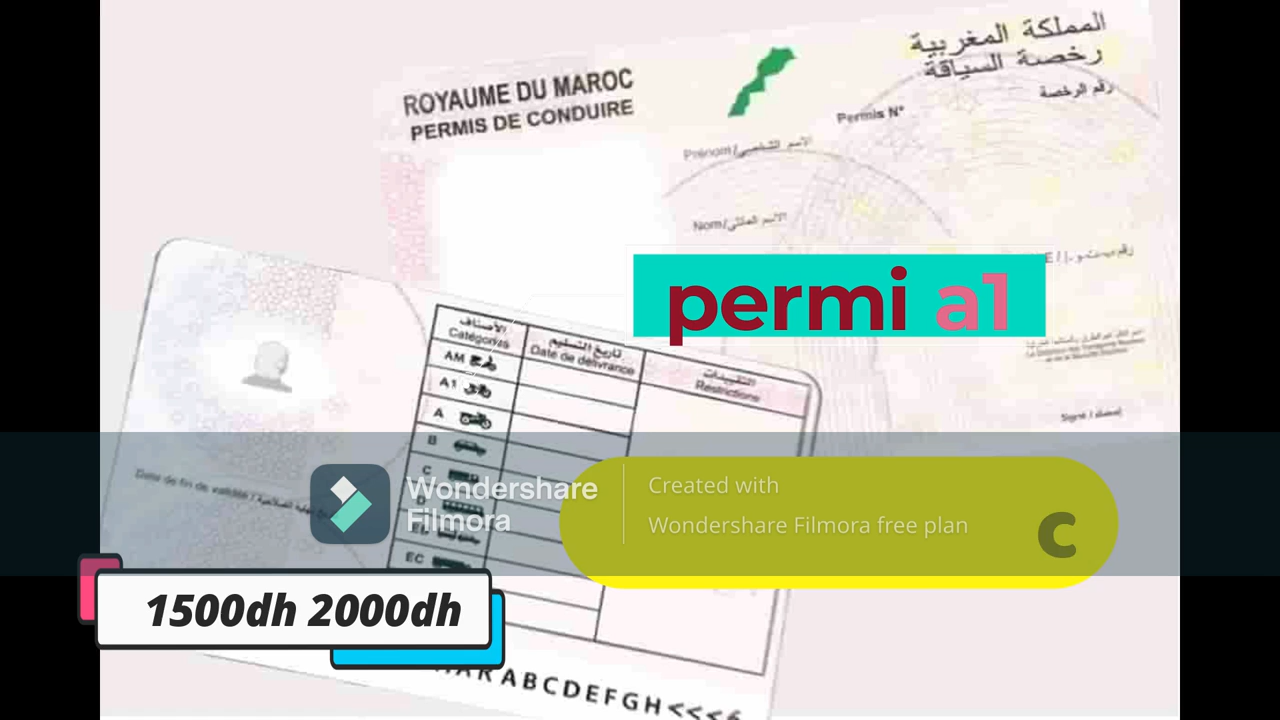 ROYAUME DU MAROC
PERMIS DE CONDUIRE
المملكة المغربية
رخصة السياقة
رقم الرخصة
Permis N°
Prénom/الاسم الشخصي
Nom/الاسم العائلي
permi a1
الأصناف
Catégories
تاريخ التسليم
Date de délivrance
التقييدات
Restrictions
AM
A1
A
B
C
D
EC
Date de fin de validité /
Wondershare
Filmora
Created with
Wondershare Filmora free plan
C
1500dh 2000dh
ARABCDEFGH<<<